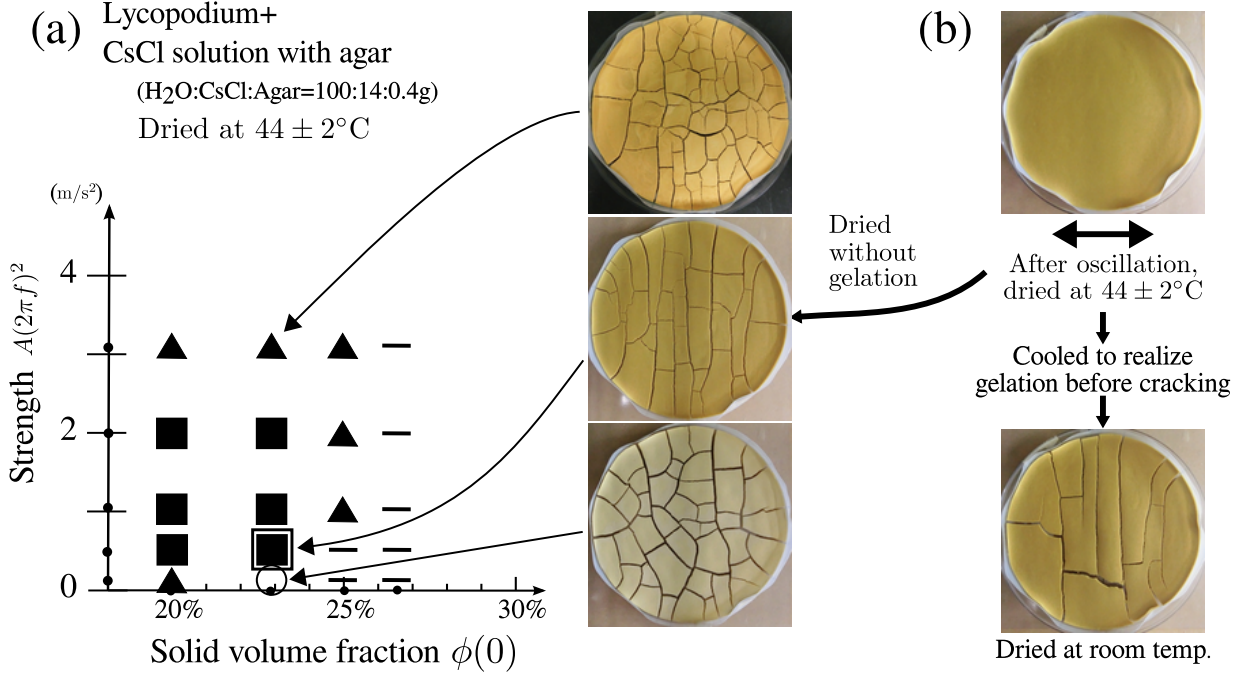 (a)
Lycopodium+
CsCl solution with agar
(H2O:CsCl:Agar=100:14:0.4g)
Dried at 44 ± 2°C
(m/s²)
Strength A(2πf)²
4
2
0
20%
25%
30%
Solid volume fraction ϕ(0)
Dried
without
gelation
(b)
After oscillation,
dried at 44 ± 2°C
Cooled to realize
gelation before cracking
Dried at room temp.